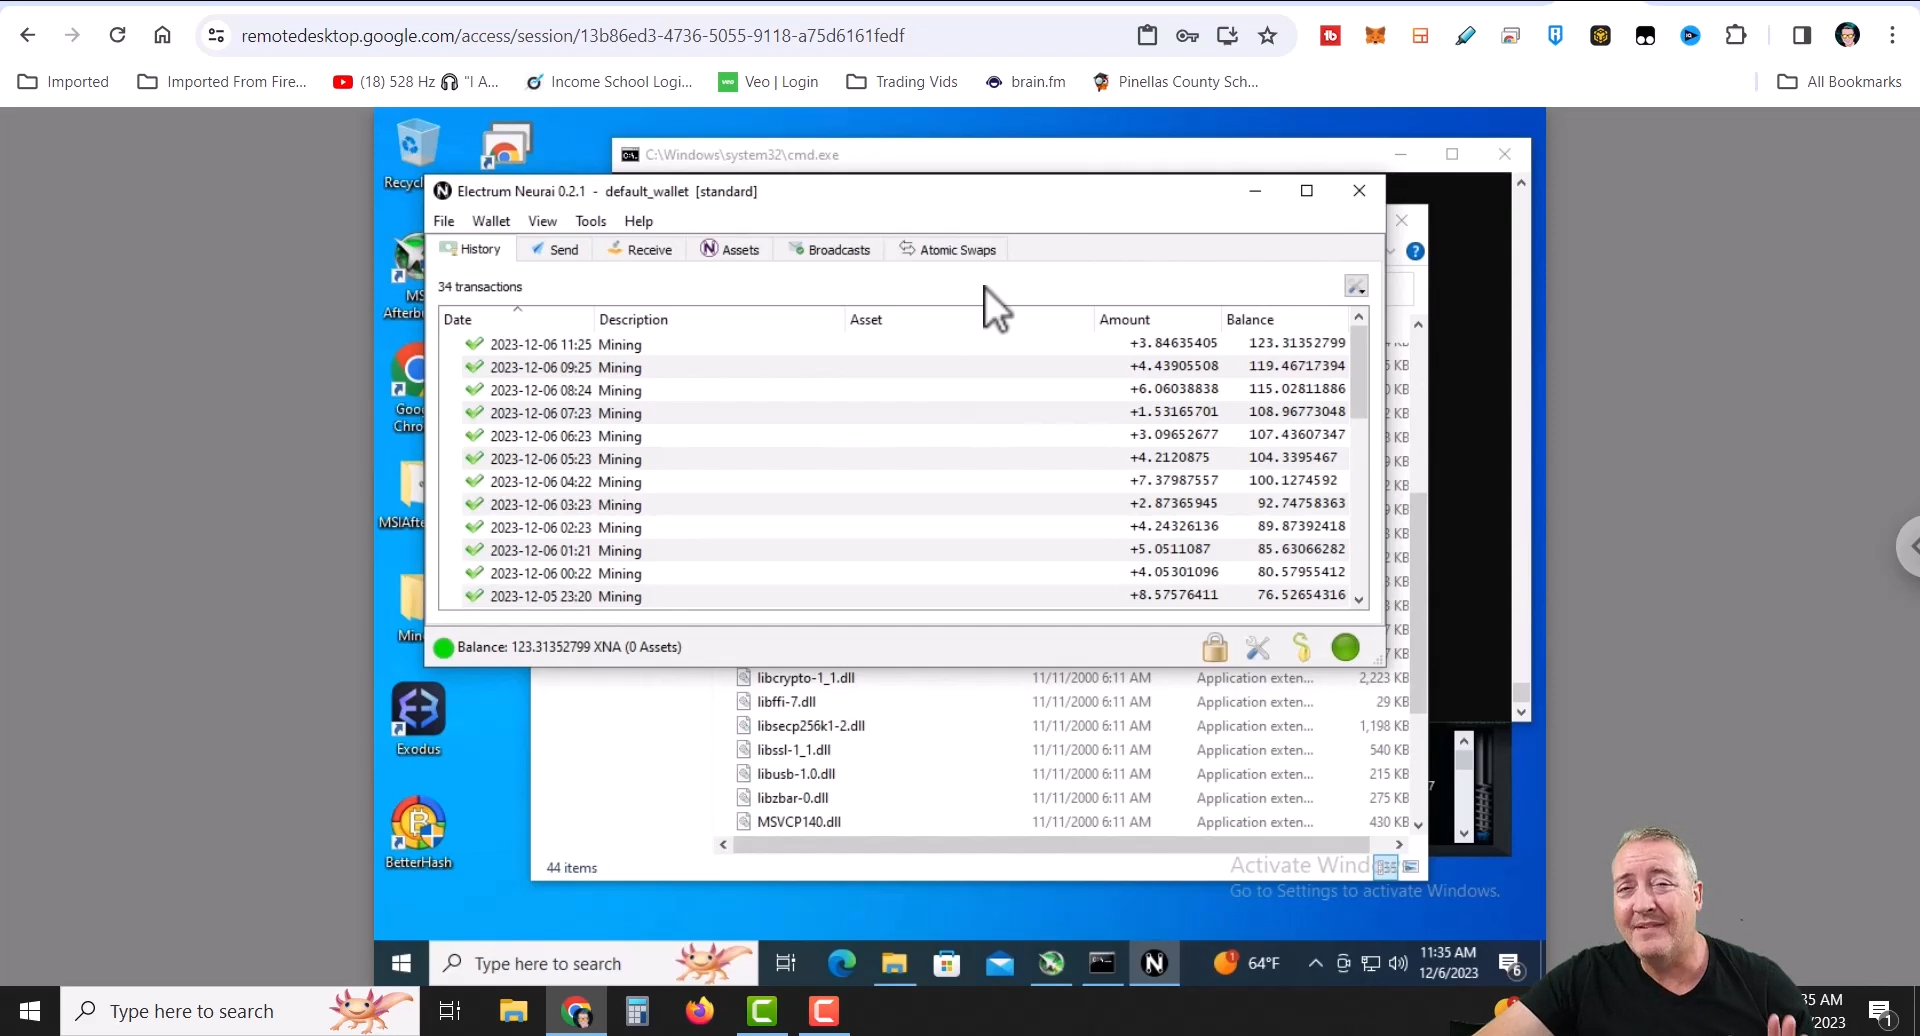 remotedesktop.google.com/access/session/13b86ed3-4736-5055-9118-a75d6161fedf
Imported
Imported From Fire...
(18) 528 Hz "I A...
Income School Logi...
veo Veo | Login
Trading Vids
brain.fm
Pinellas County Sch...
All Bookmarks
C:\Windows\system32\cmd.exe
Electrum Neurai 0.2.1 - default_wallet [standard]
File Wallet View Tools Help
History Send Receive Assets Broadcasts Atomic Swaps
34 transactions
Date Description Asset Amount Balance
2023-12-06 11:25 Mining +3.84635405 123.31352799
2023-12-06 09:25 Mining +4.43905508 119.46717394
2023-12-06 08:24 Mining +6.06038838 115.02811886
2023-12-06 07:23 Mining +1.53165701 108.96773048
2023-12-06 06:23 Mining +3.09652677 107.43607347
2023-12-06 05:23 Mining +4.2120875 104.3395467
2023-12-06 04:22 Mining +7.37987557 100.1274592
2023-12-06 03:23 Mining +2.87365945 92.74758363
2023-12-06 02:23 Mining +4.24326136 89.87392418
2023-12-06 01:21 Mining +5.0511087 85.63066282
2023-12-06 00:22 Mining +4.05301096 80.57955412
2023-12-05 23:20 Mining +8.57576411 76.52654316
Balance: 123.31352799 XNA (0 Assets)
libcrypto-1_1.dll 11/11/2000 6:11 AM Application exten... 2,223 KB
libffi-7.dll 11/11/2000 6:11 AM Application exten... 29 KB
libsecp256k1-2.dll 11/11/2000 6:11 AM Application exten... 1,198 KB
libssl-1_1.dll 11/11/2000 6:11 AM Application exten... 540 KB
libusb-1.0.dll 11/11/2000 6:11 AM Application exten... 215 KB
libzbar-0.dll 11/11/2000 6:11 AM Application exten... 275 KB
MSVCP140.dll 11/11/2000 6:11 AM Application exten... 430 KB
44 items
Activate Wind
Go to Settings to activate Windows.
Exodus
BetterHash
Type here to search
64°F
11:35 AM
12/6/2023
6
Type here to search
35 AM
/2023
1